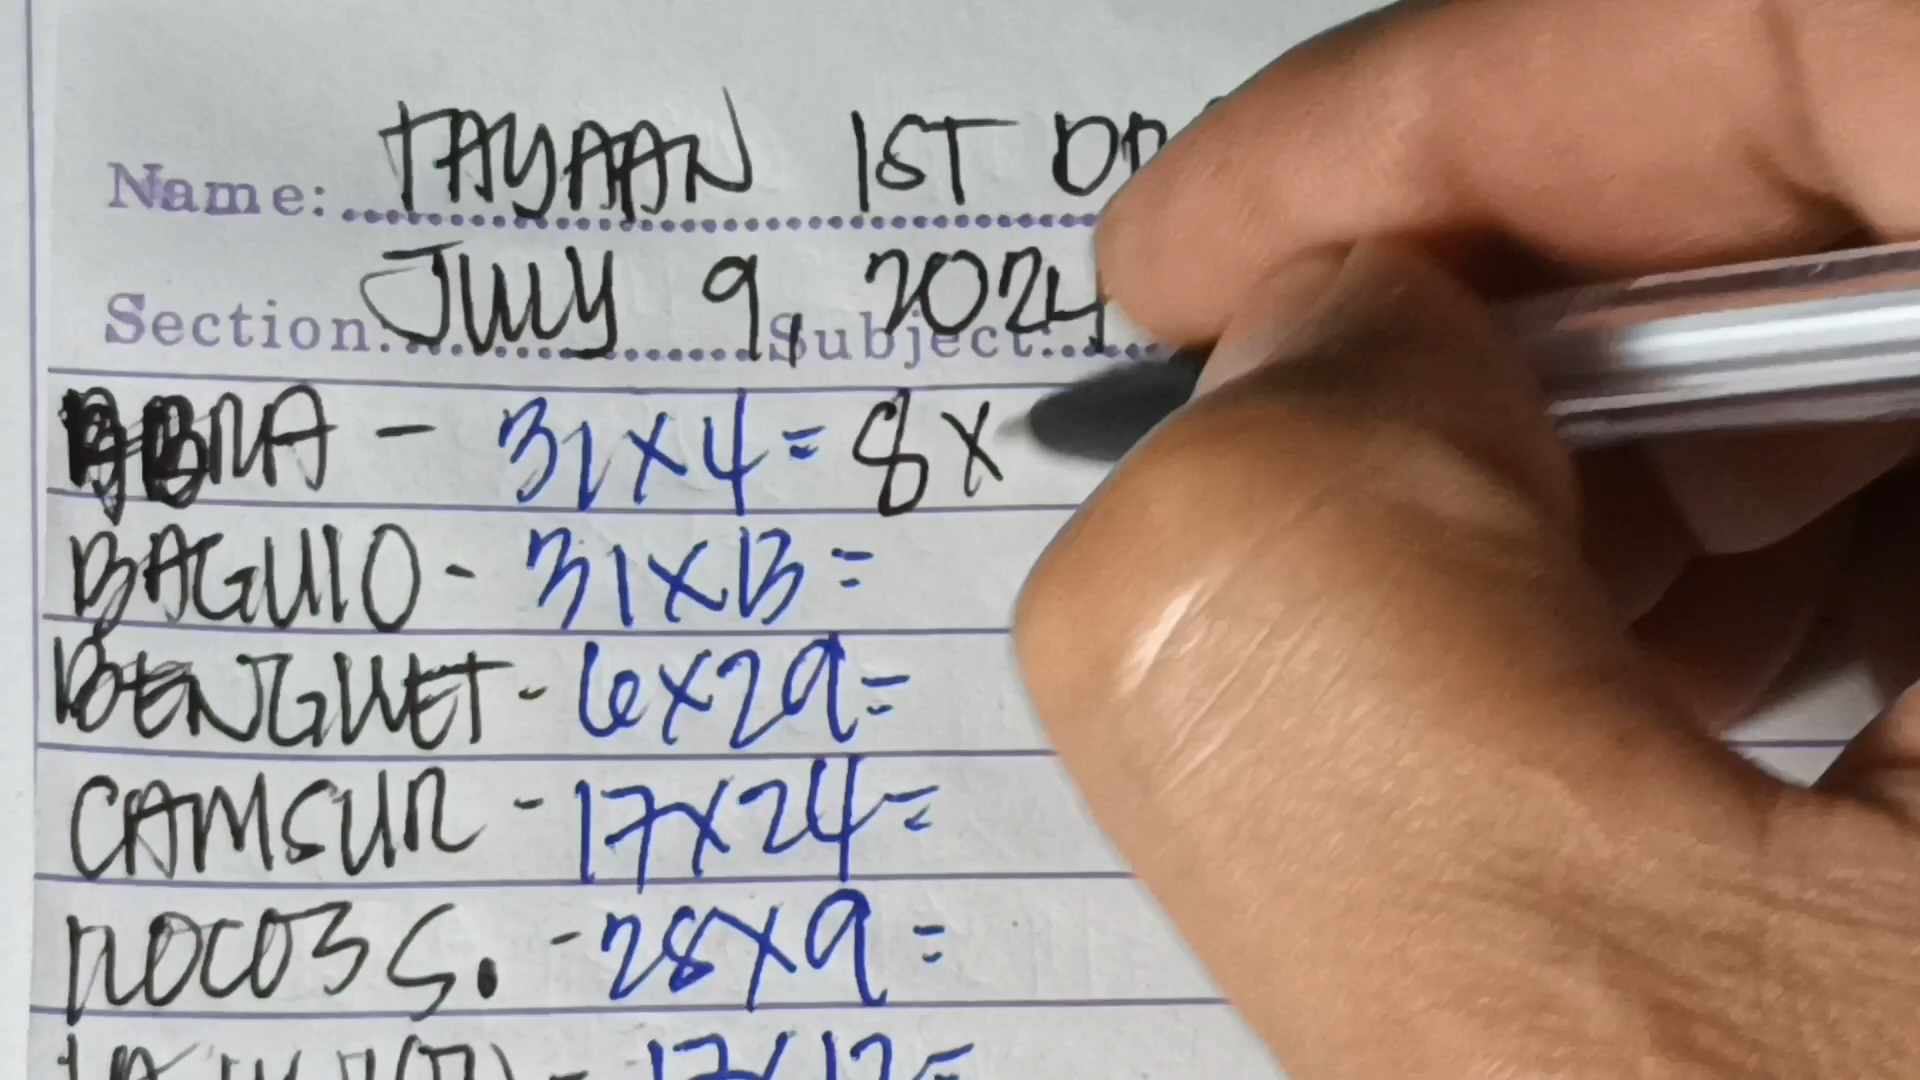 Name: TAYAAN 1ST
Section: JULY 9, 2024 Subject:
ABRA - 31x4= 8x
BAGUIO - 31x13=
BENGUET - 6x29=
CAMSUR - 17x24=
ILOCOS S. - 28x9=
- 17x12=